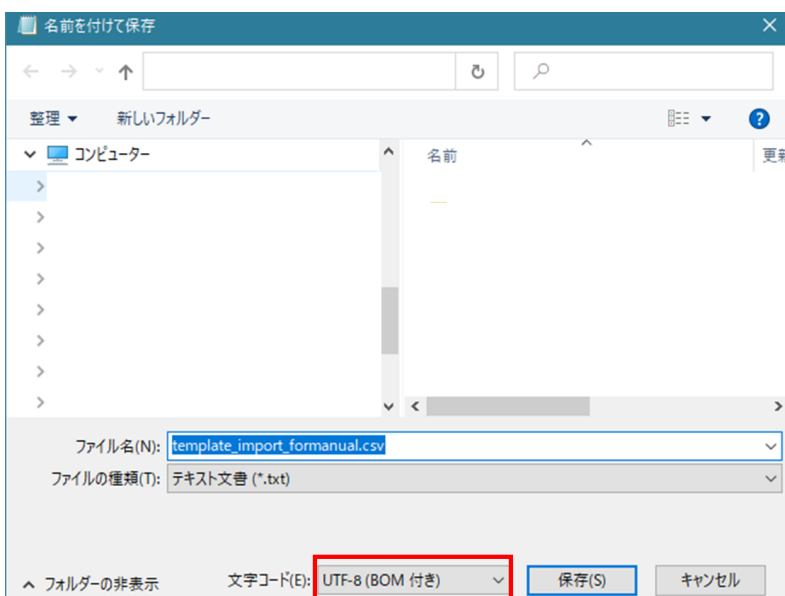 名前を付けて保存
整理 新しいフォルダー
コンピューター
名前 更新
ファイル名(N): template_import_formanual.csv
ファイルの種類(T): テキスト文書 (*.txt)
フォルダーの非表示 文字コード(E): UTF-8 (BOM 付き) 保存(S) キャンセル